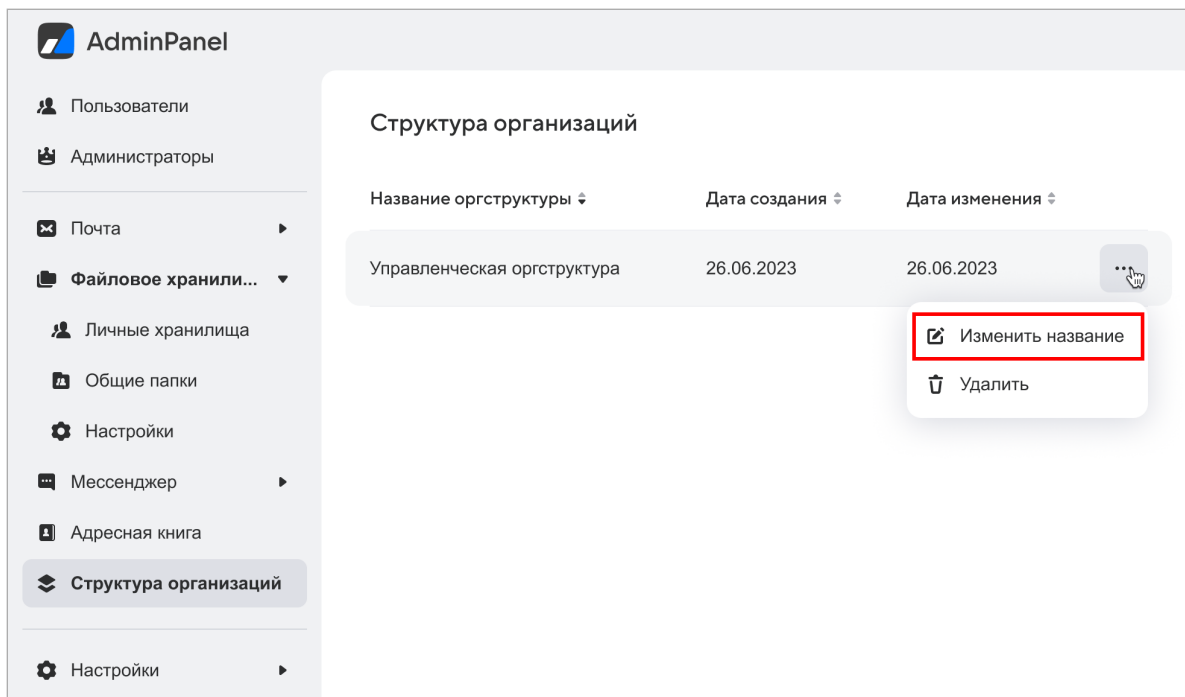 AdminPanel
Пользователи
Администраторы
Почта
Файловое хранили...
Личные хранилища
Общие папки
Настройки
Мессенджер
Адресная книга
Структура организаций
Настройки
Структура организаций
Название оргструктуры Дата создания Дата изменения
Управленческая оргструктура 26.06.2023 26.06.2023
Изменить название
Удалить